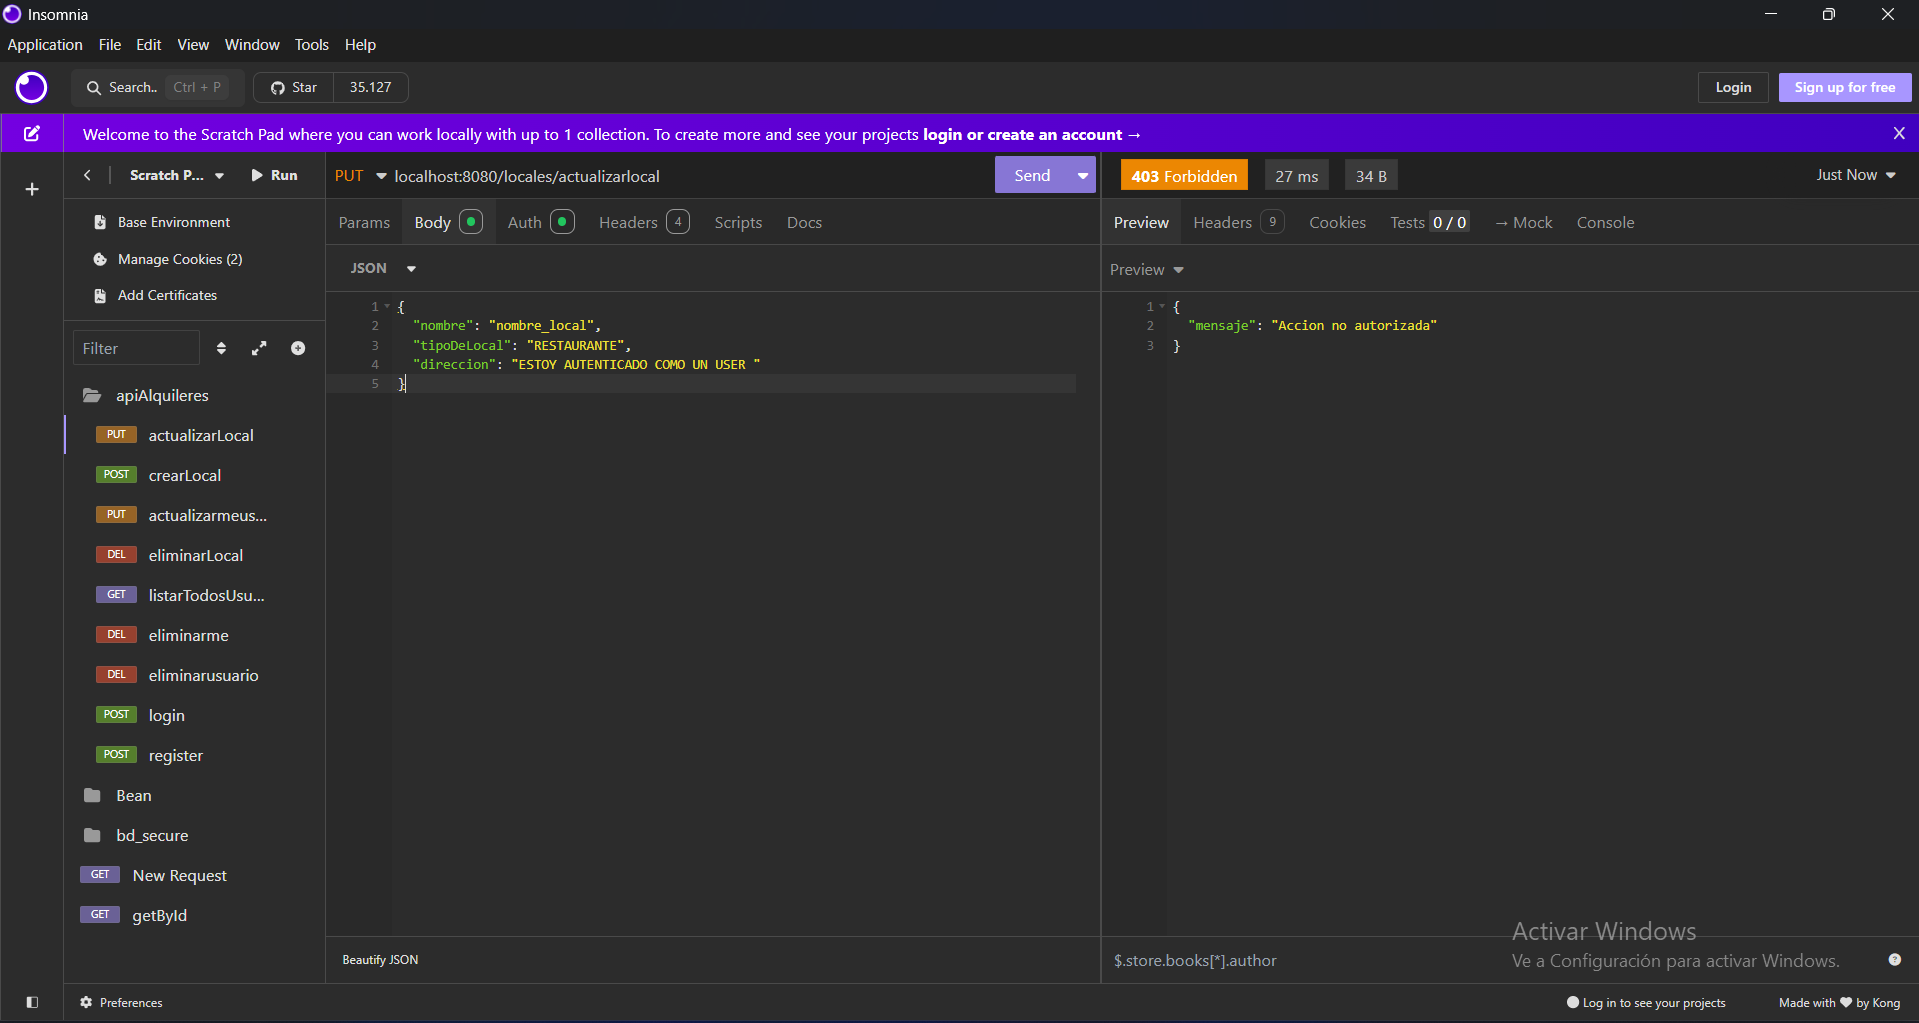 Insomnia
Application File Edit View Window Tools Help
Search.. Ctrl + P Star 35.127 Login Sign up for free
Welcome to the Scratch Pad where you can work locally with up to 1 collection. To create more and see your projects login or create an account → X
Scratch P... Run
Base Environment
Manage Cookies (2)
Add Certificates
Filter
apiAlquileres
PUT actualizarLocal
POST crearLocal
PUT actualizarmeus...
DEL eliminarLocal
GET listarTodosUsu...
DEL eliminarme
DEL eliminarusuario
POST login
POST register
Bean
bd_secure
GET New Request
GET getById
PUT localhost:8080/locales/actualizarlocal Send
Params Body Auth Headers 4 Scripts Docs
JSON
1 {
2 "nombre": "nombre_local",
3 "tipoDeLocal": "RESTAURANTE",
4 "direccion": "ESTOY AUTENTICADO COMO UN USER "
5 }
Beautify JSON
403 Forbidden 27 ms 34 B Just Now
Preview Headers 9 Cookies Tests 0 / 0 → Mock Console
Preview
1 {
2 "mensaje": "Accion no autorizada"
3 }
$.store.books[*].author
Activar Windows
Ve a Configuración para activar Windows.
Preferences
Log in to see your projects Made with ♥ by Kong